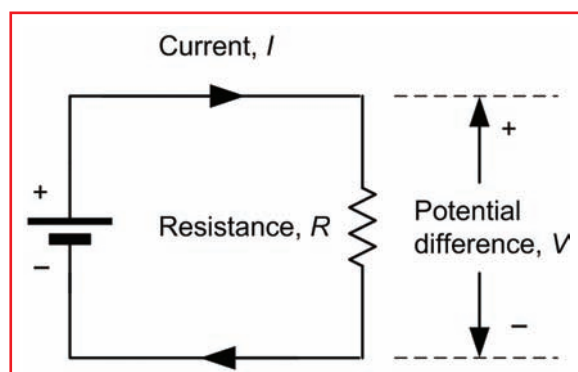 Current, I
+
+
Resistance, R
Potential
difference, V
−
−